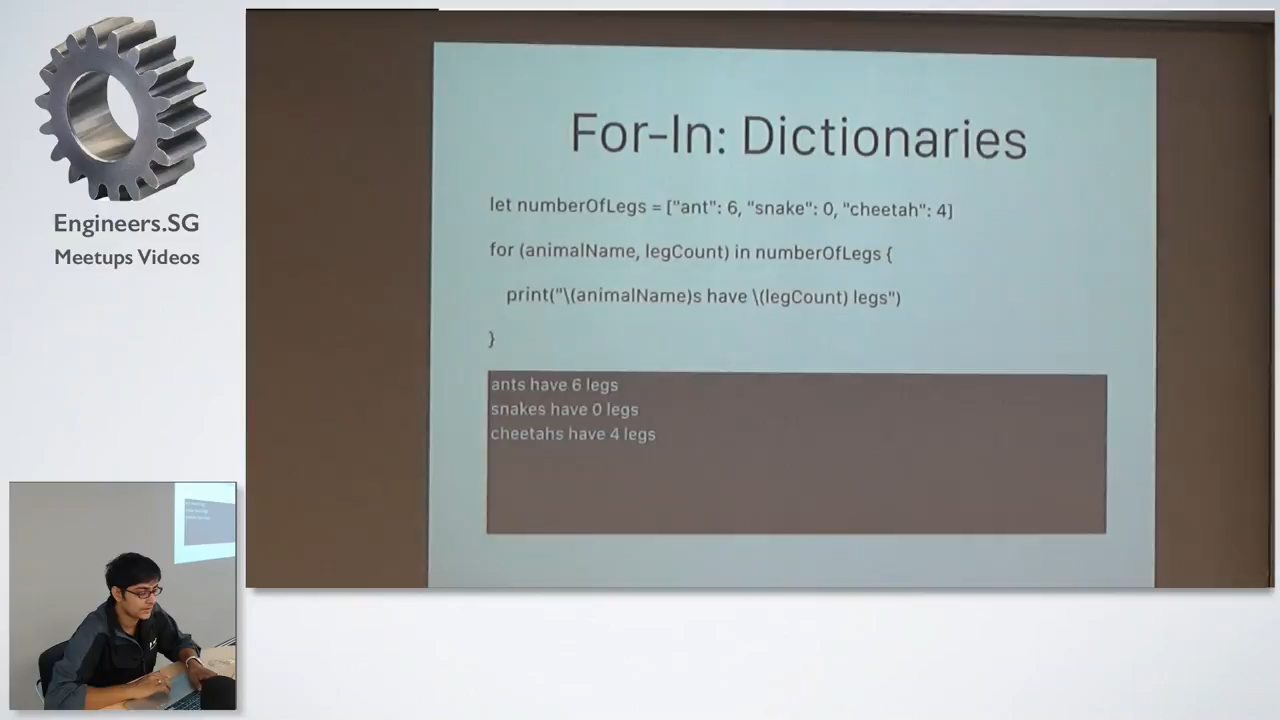 Engineers.SG
Meetups Videos
For-In: Dictionaries
let numberOfLegs = ["ant": 6, "snake": 0, "cheetah": 4]
for (animalName, legCount) in numberOfLegs {
print("\(animalName)s have \(legCount) legs")
}
ants have 6 legs
snakes have 0 legs
cheetahs have 4 legs